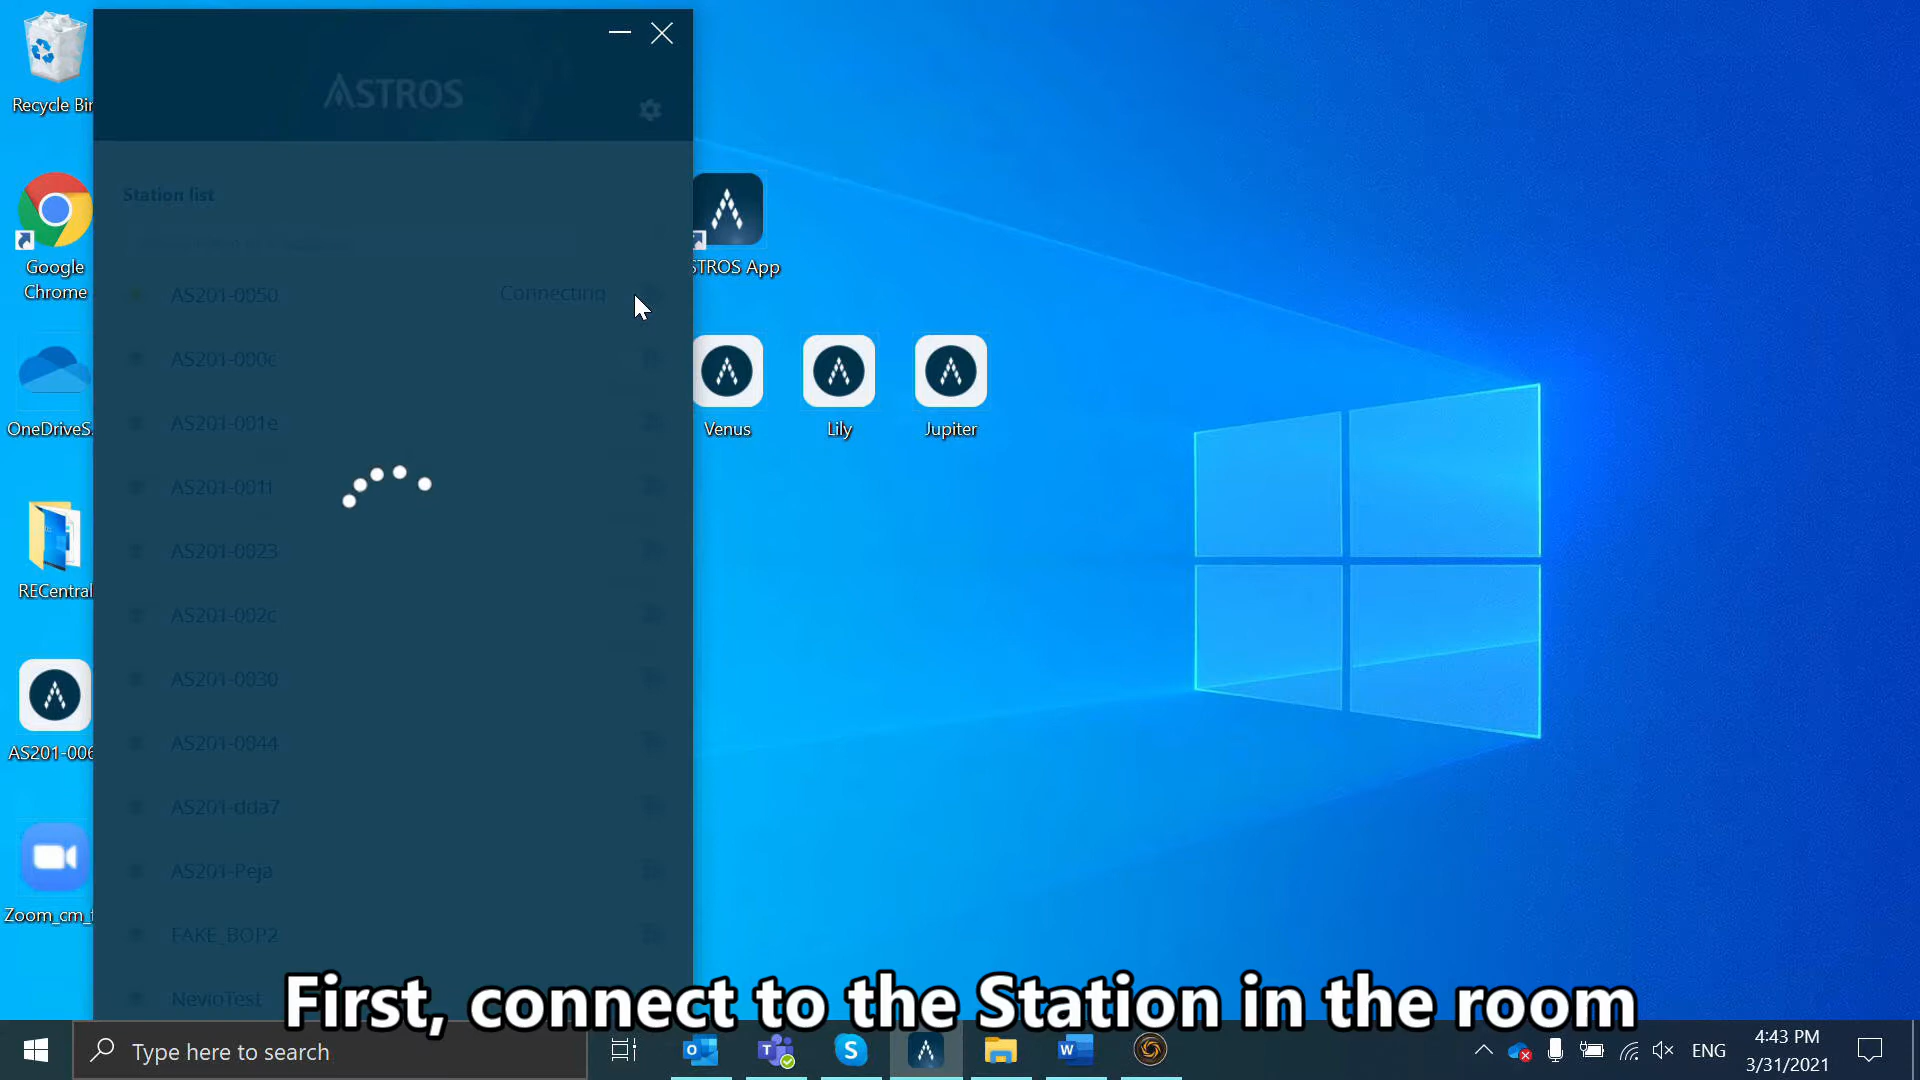 Recycle Bin
ASTROS
Station list
Google
Chrome
STROS App
AS201-0050
Connecting
AS201-000c
AS201-001e
OneDriveS.
Venus
Lily
Jupiter
AS201-001f
AS201-0023
RECentral
AS201-002c
AS201-0030
AS201-0044
AS201-006
AS201-dda7
AS201-Peja
Zoom_cm_f
FAKE_BOP2
NevioTest
First, connect to the Station in the room
Type here to search
ENG
4:43 PM
3/31/2021